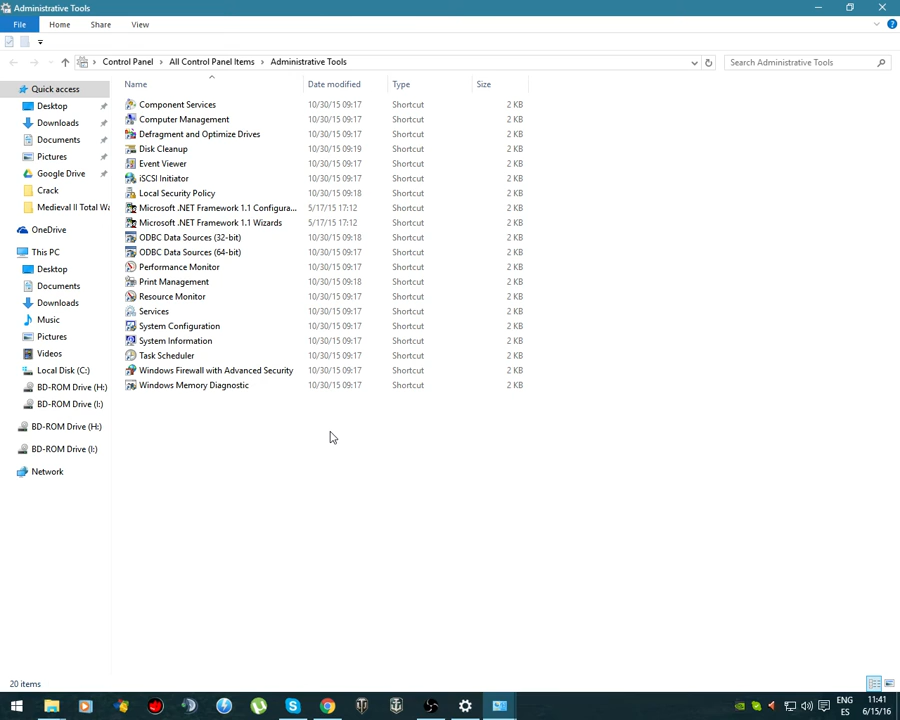 Administrative Tools
File Home Share View
Control Panel All Control Panel Items Administrative Tools Search Administrative Tools
Name Date modified Type Size
Quick access
Desktop
Downloads
Documents
Pictures
Google Drive
Crack
Medieval II Total Wa
OneDrive
This PC
Desktop
Documents
Downloads
Music
Pictures
Videos
Local Disk (C:)
BD-ROM Drive (H:)
BD-ROM Drive (I:)
BD-ROM Drive (H:)
BD-ROM Drive (I:)
Network
Component Services 10/30/15 09:17 Shortcut 2 KB
Computer Management 10/30/15 09:17 Shortcut 2 KB
Defragment and Optimize Drives 10/30/15 09:17 Shortcut 2 KB
Disk Cleanup 10/30/15 09:19 Shortcut 2 KB
Event Viewer 10/30/15 09:17 Shortcut 2 KB
iSCSI Initiator 10/30/15 09:17 Shortcut 2 KB
Local Security Policy 10/30/15 09:18 Shortcut 2 KB
Microsoft .NET Framework 1.1 Configura... 5/17/15 17:12 Shortcut 2 KB
Microsoft .NET Framework 1.1 Wizards 5/17/15 17:12 Shortcut 2 KB
ODBC Data Sources (32-bit) 10/30/15 09:18 Shortcut 2 KB
ODBC Data Sources (64-bit) 10/30/15 09:17 Shortcut 2 KB
Performance Monitor 10/30/15 09:17 Shortcut 2 KB
Print Management 10/30/15 09:18 Shortcut 2 KB
Resource Monitor 10/30/15 09:17 Shortcut 2 KB
Services 10/30/15 09:17 Shortcut 2 KB
System Configuration 10/30/15 09:17 Shortcut 2 KB
System Information 10/30/15 09:17 Shortcut 2 KB
Task Scheduler 10/30/15 09:17 Shortcut 2 KB
Windows Firewall with Advanced Security 10/30/15 09:17 Shortcut 2 KB
Windows Memory Diagnostic 10/30/15 09:17 Shortcut 2 KB
20 items
ENG 11:41
ES 6/15/16